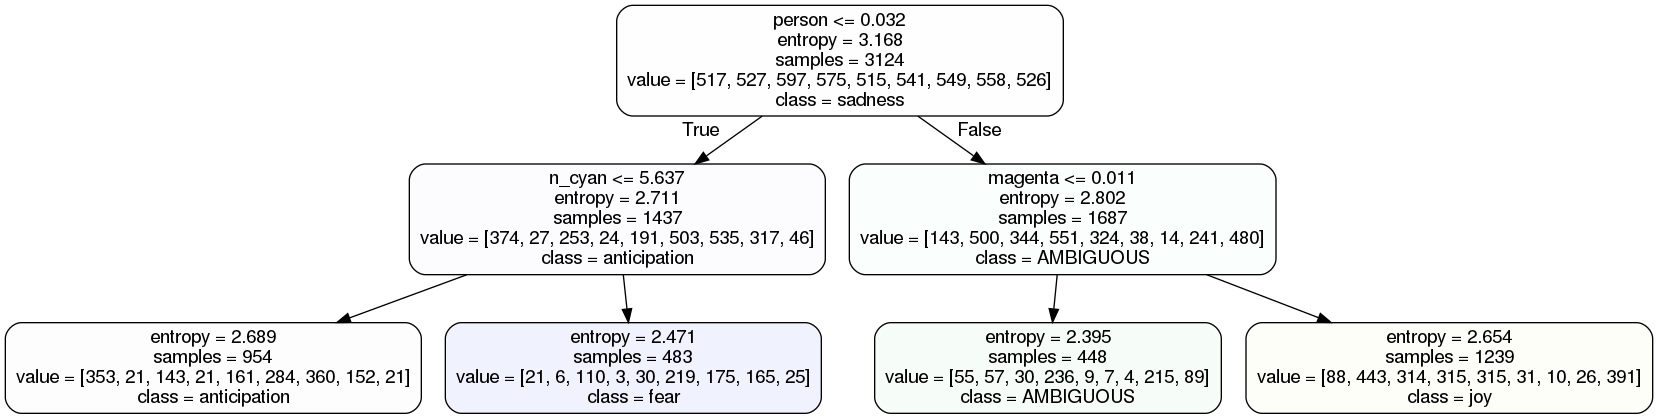 person <= 0.032
entropy = 3.168
samples = 3124
value = [517, 527, 597, 575, 515, 541, 549, 558, 526]
class = sadness
True
False
n_cyan <= 5.637
entropy = 2.711
samples = 1437
value = [374, 27, 253, 24, 191, 503, 535, 317, 46]
class = anticipation
magenta <= 0.011
entropy = 2.802
samples = 1687
value = [143, 500, 344, 551, 324, 38, 14, 241, 480]
class = AMBIGUOUS
entropy = 2.689
samples = 954
value = [353, 21, 143, 21, 161, 284, 360, 152, 21]
class = anticipation
entropy = 2.471
samples = 483
value = [21, 6, 110, 3, 30, 219, 175, 165, 25]
class = fear
entropy = 2.395
samples = 448
value = [55, 57, 30, 236, 9, 7, 4, 215, 89]
class = AMBIGUOUS
entropy = 2.654
samples = 1239
value = [88, 443, 314, 315, 315, 31, 10, 26, 391]
class = joy